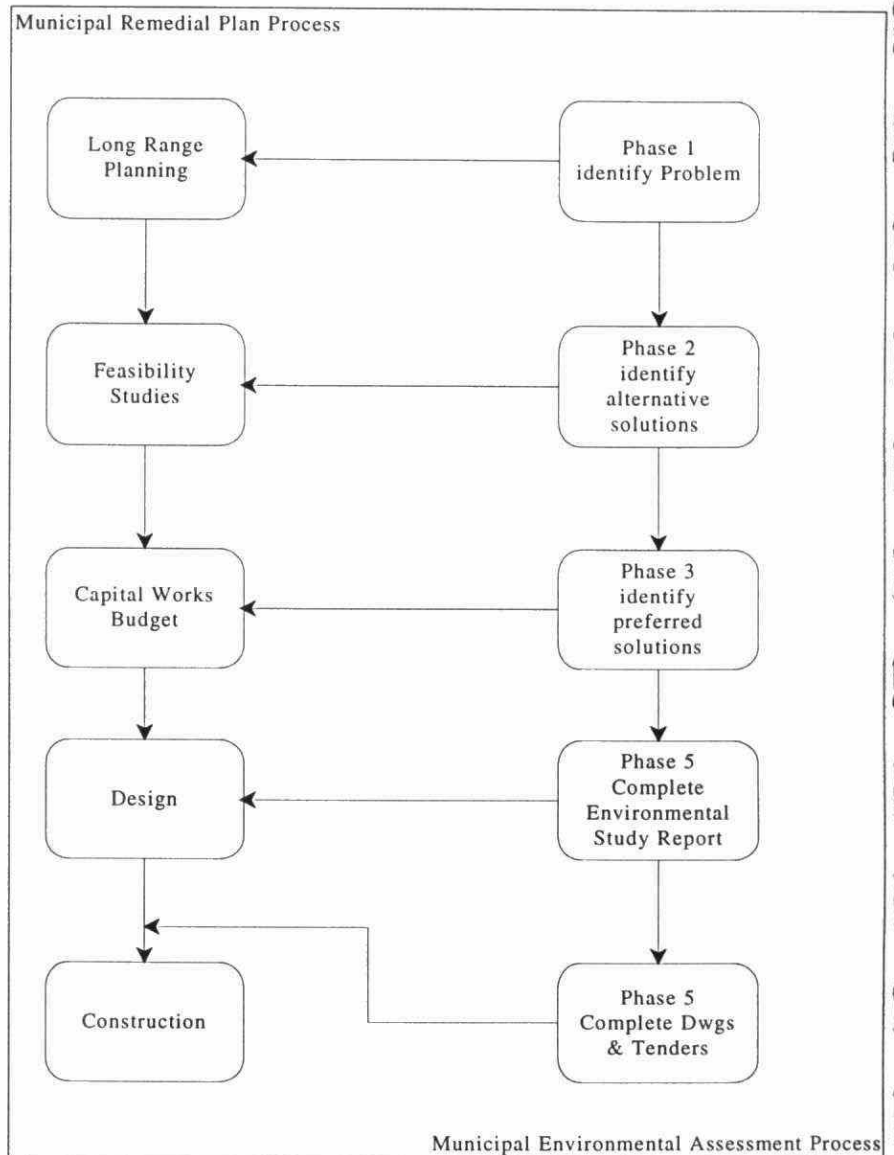 Municipal Remedial Plan Process
Long Range
Planning
Phase 1
identify Problem
Feasibility
Studies
Phase 2
identify
alternative
solutions
Capital Works
Budget
Phase 3
identify
preferred
solutions
Design
Phase 5
Complete
Environmental
Study Report
Construction
Phase 5
Complete Dwgs
& Tenders
Municipal Environmental Assessment Process